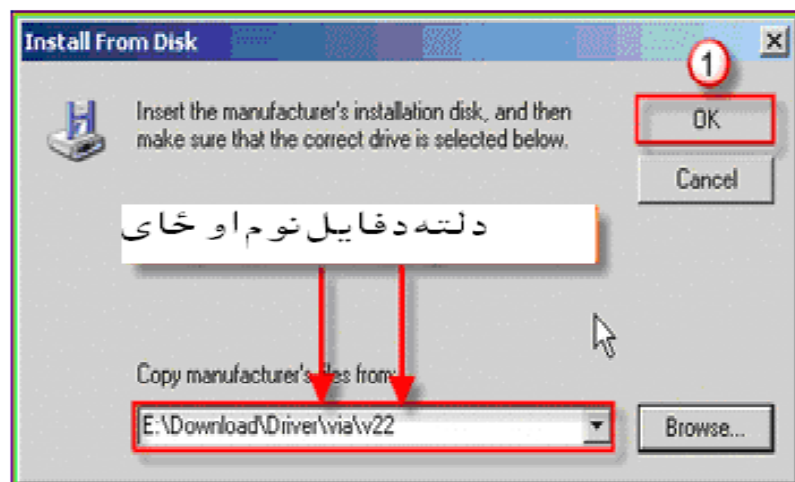 Install From Disk
1
Insert the manufacturer's installation disk, and then
make sure that the correct drive is selected below.
OK
Cancel
دلته د فايل نوم او ځای
Copy manufacturer's files from:
E:\Download\Driver\via\v22
Browse...